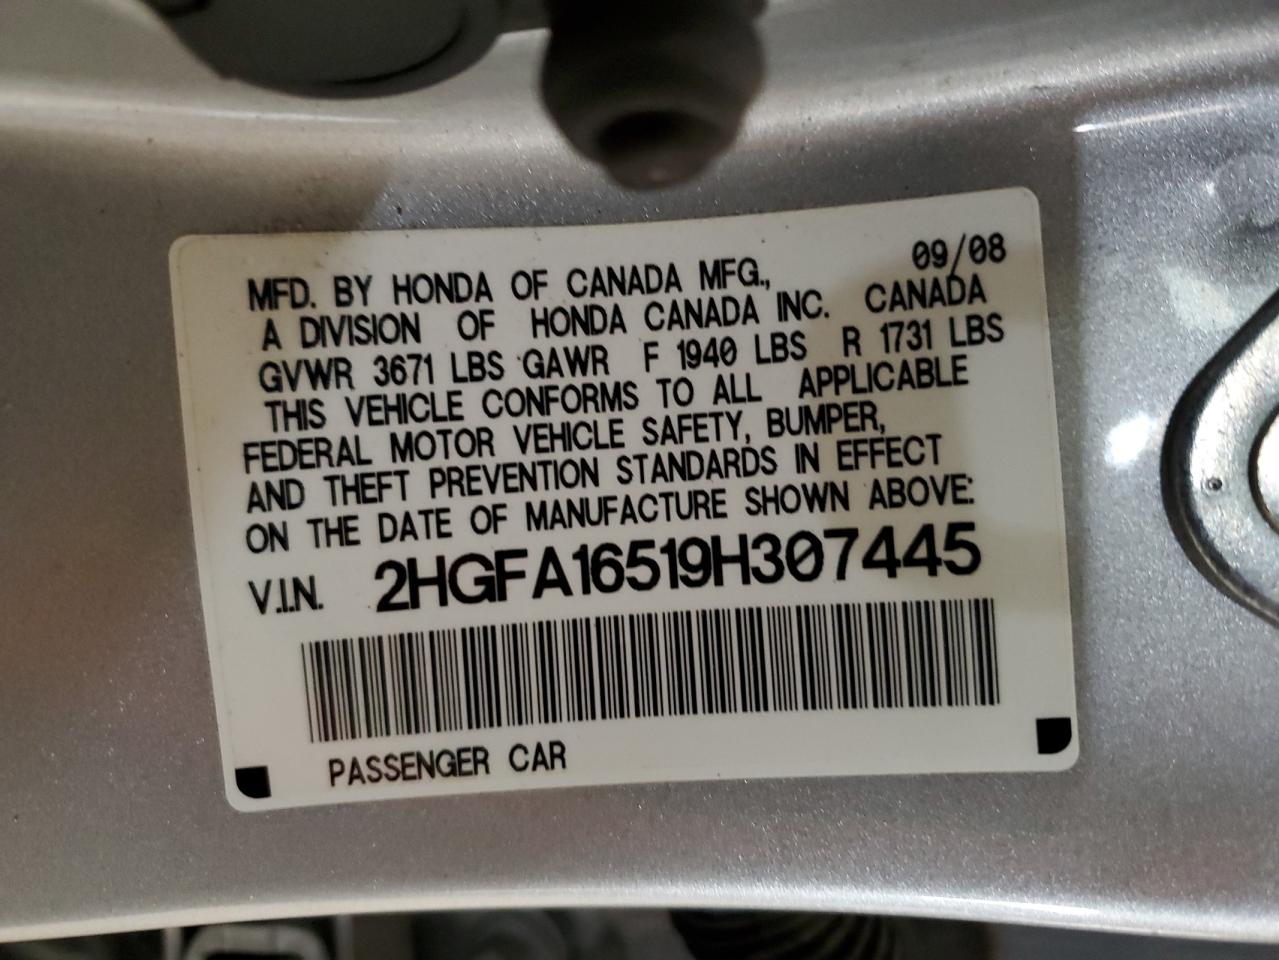 09/08
MFD. BY HONDA OF CANADA MFG.,
A DIVISION OF HONDA CANADA INC. CANADA
GVWR 3671 LBS GAWR F 1940 LBS R 1731 LBS
THIS VEHICLE CONFORMS TO ALL APPLICABLE
FEDERAL MOTOR VEHICLE SAFETY, BUMPER,
AND THEFT PREVENTION STANDARDS IN EFFECT
ON THE DATE OF MANUFACTURE SHOWN ABOVE:
V.I.N. 2HGFA16519H307445
PASSENGER CAR